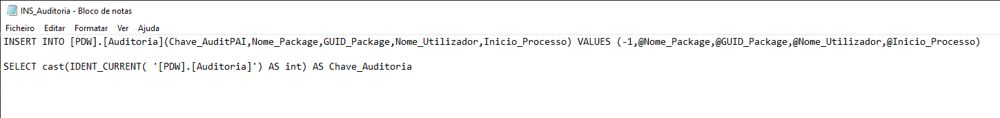 INS_Auditoria - Bloco de notas
Ficheiro Editar Formatar Ver Ajuda
INSERT INTO [PDW].[Auditoria](Chave_AuditPAI,Nome_Package,GUID_Package,Nome_Utilizador,Inicio_Processo) VALUES (-1,@Nome_Package,@GUID_Package,@Nome_Utilizador,@Inicio_Processo)
SELECT cast(IDENT_CURRENT( '[PDW].[Auditoria]') AS int) AS Chave_Auditoria